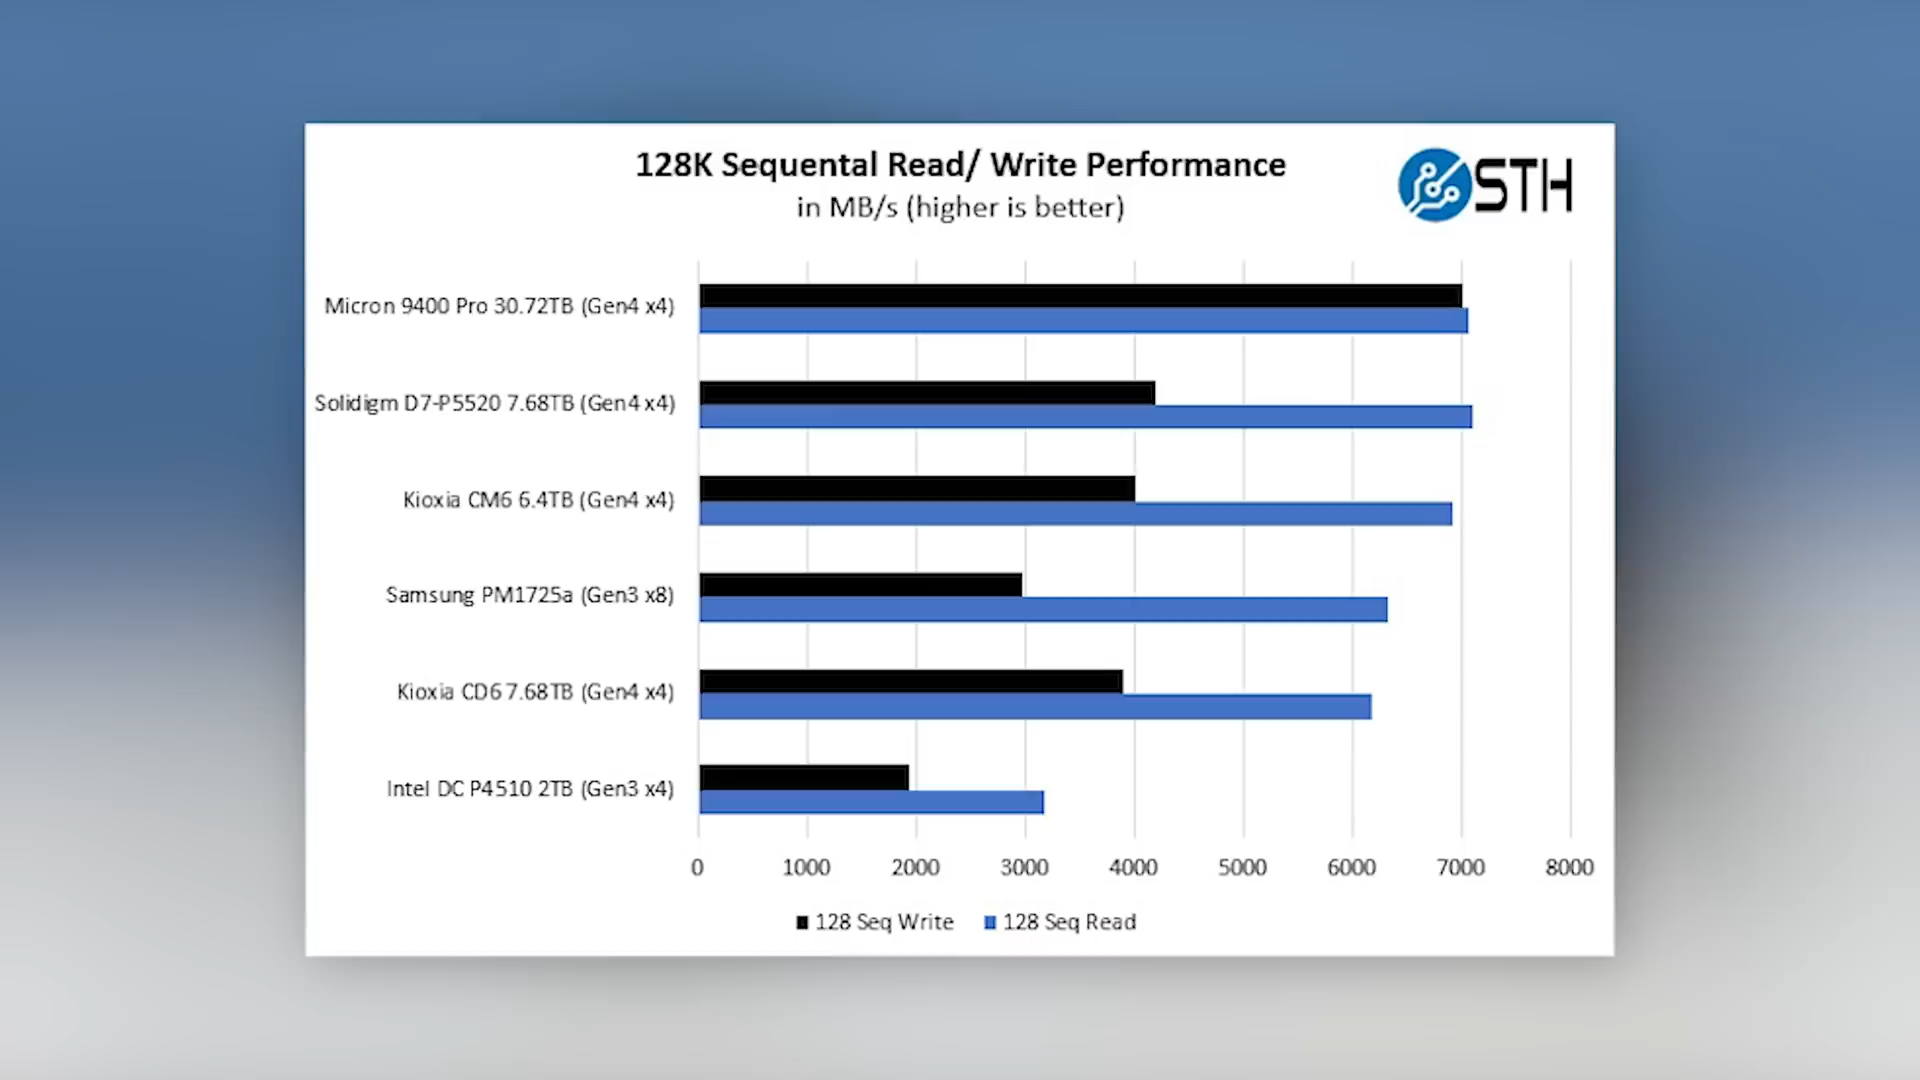 128K Sequental Read/ Write Performance
in MB/s (higher is better)
STH
Micron 9400 Pro 30.72TB (Gen4 x4)
Solidigm D7-P5520 7.68TB (Gen4 x4)
Kioxia CM6 6.4TB (Gen4 x4)
Samsung PM1725a (Gen3 x8)
Kioxia CD6 7.68TB (Gen4 x4)
Intel DC P4510 2TB (Gen3 x4)
0 1000 2000 3000 4000 5000 6000 7000 8000
128 Seq Write 128 Seq Read